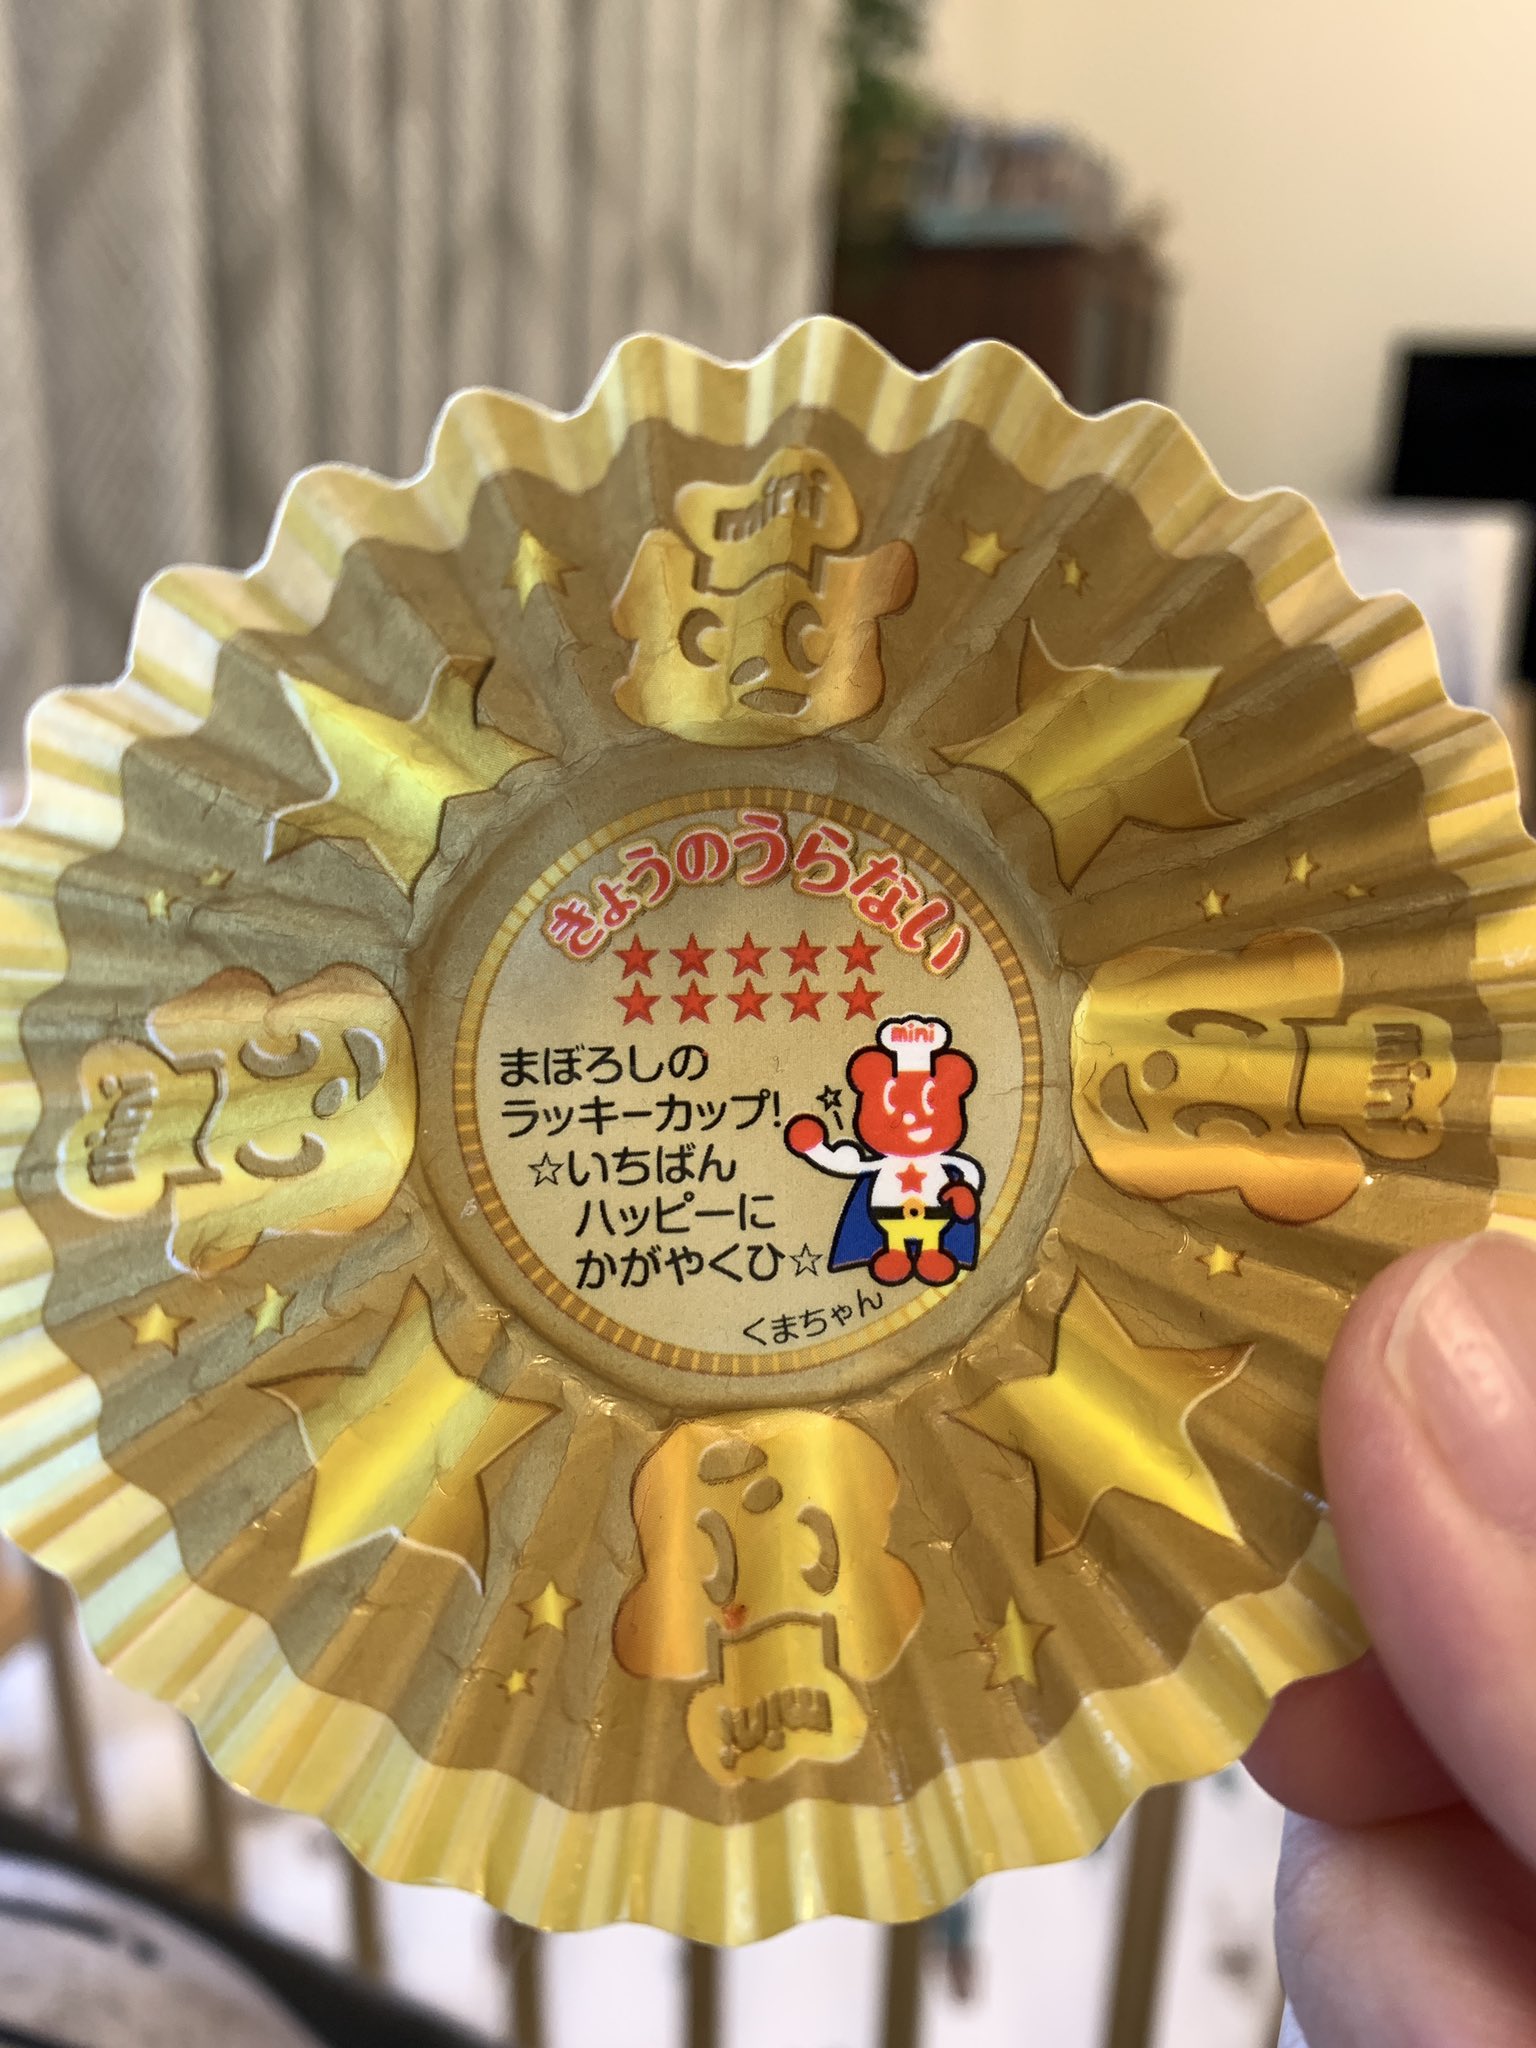 mini
きょうのうらない
★★★★★
★★★★★
mini
まぼろしの
ラッキーカップ!
☆いちばん
ハッピーに
かがやくひ☆
くまちゃん
mini
mini
mini